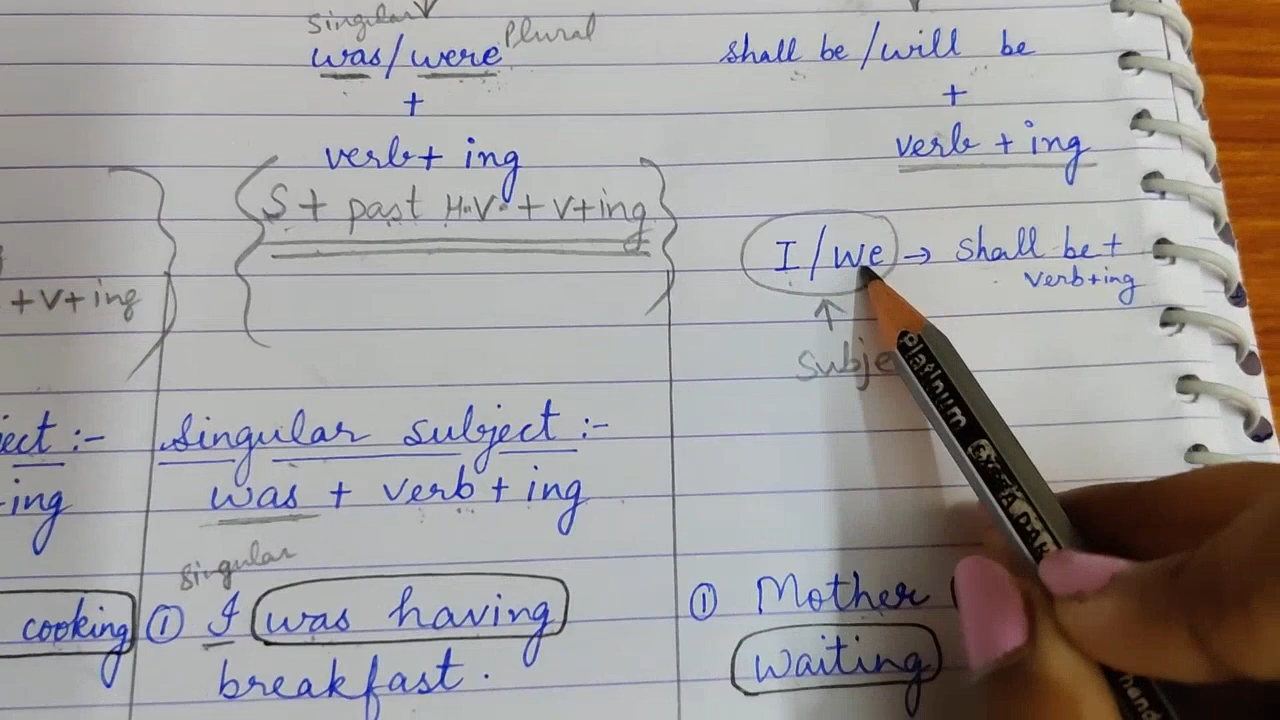 Singular
was/were Plural
+
verb + ing
S + past H.V. + V+ing
shall be / will be
+
verb + ing
I/we → shall be +
verb+ing
↑
+ V + ing
:-
ing
cooking
Singular subject :-
was + verb + ing
Singular
① I was having
breakfast.
① Mother
waiting
Platinum